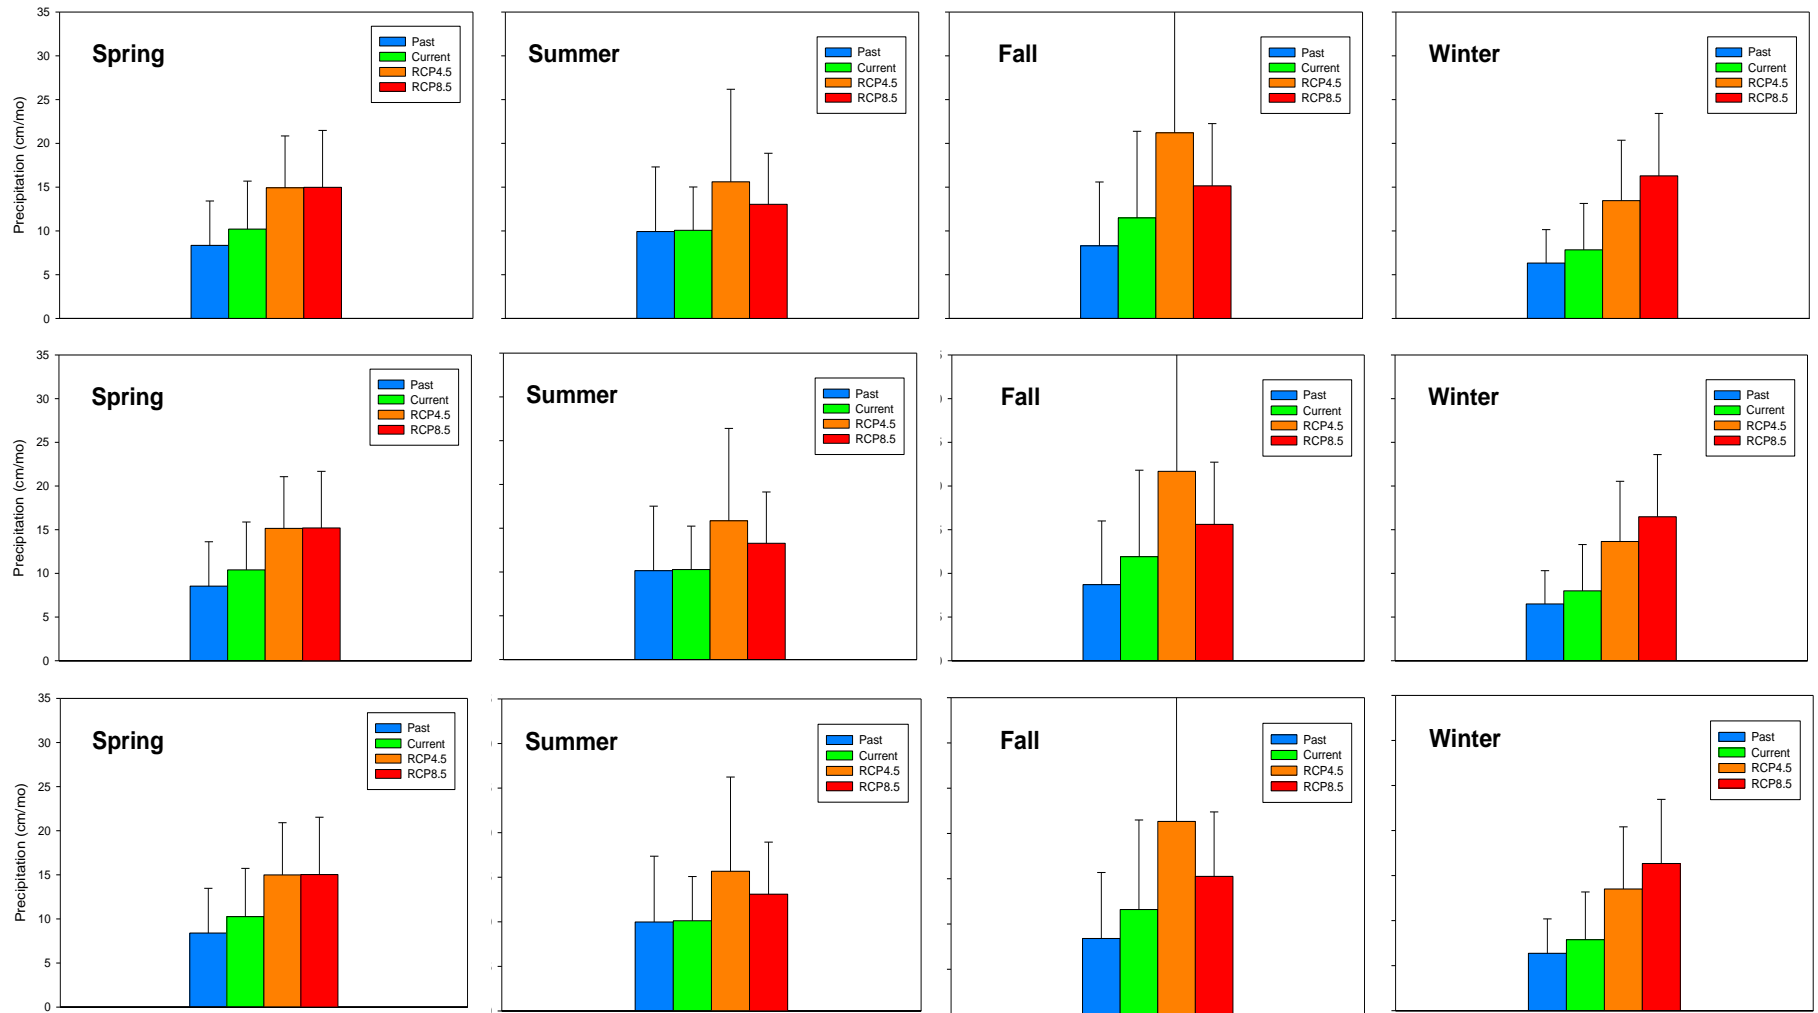 Spring
Past
Current
RCP4.5
RCP8.5
Precipitation (cm/mo)
35
30
25
20
15
10
5
0
Summer
Past
Current
RCP4.5
RCP8.5
Fall
Past
Current
RCP4.5
RCP8.5
Winter
Past
Current
RCP4.5
RCP8.5
Spring
Past
Current
RCP4.5
RCP8.5
Precipitation (cm/mo)
35
30
25
20
15
10
5
0
Summer
Past
Current
RCP4.5
RCP8.5
Fall
Past
Current
RCP4.5
RCP8.5
Winter
Past
Current
RCP4.5
RCP8.5
Spring
Past
Current
RCP4.5
RCP8.5
Precipitation (cm/mo)
35
30
25
20
15
10
5
0
Summer
Past
Current
RCP4.5
RCP8.5
Fall
Past
Current
RCP4.5
RCP8.5
Winter
Past
Current
RCP4.5
RCP8.5